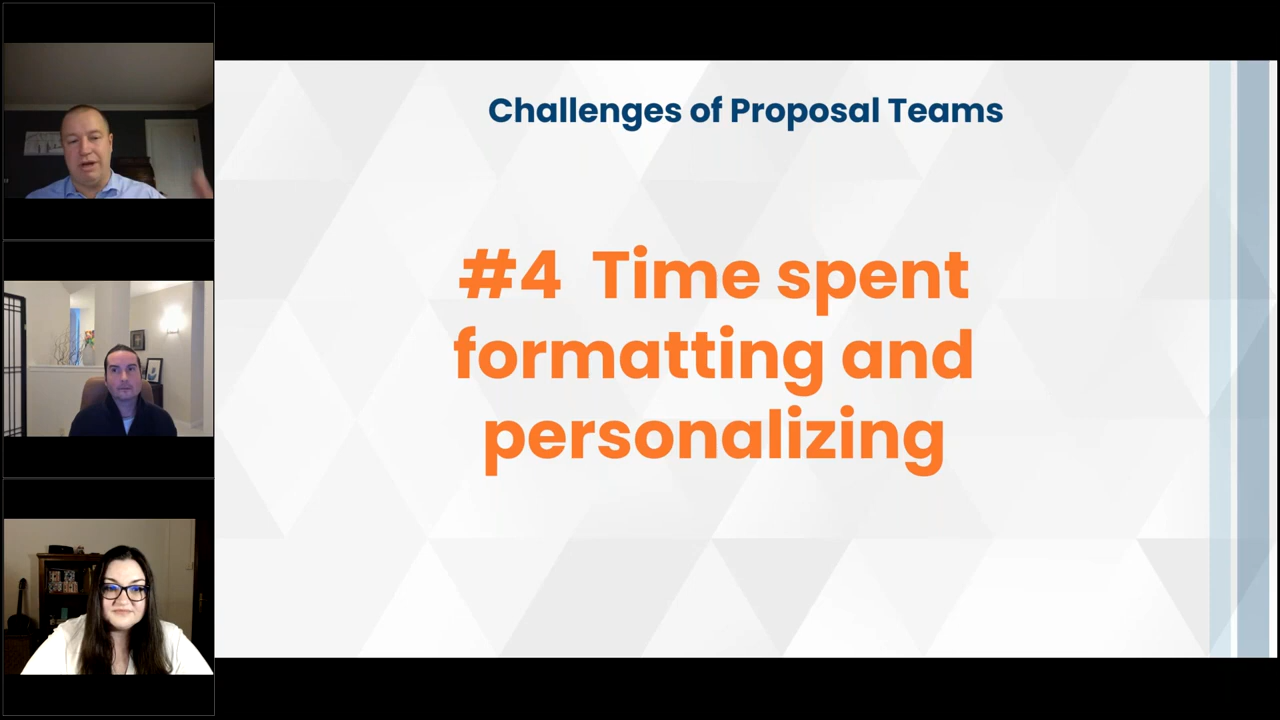 Challenges of Proposal Teams
#4 Time spent
formatting and
personalizing